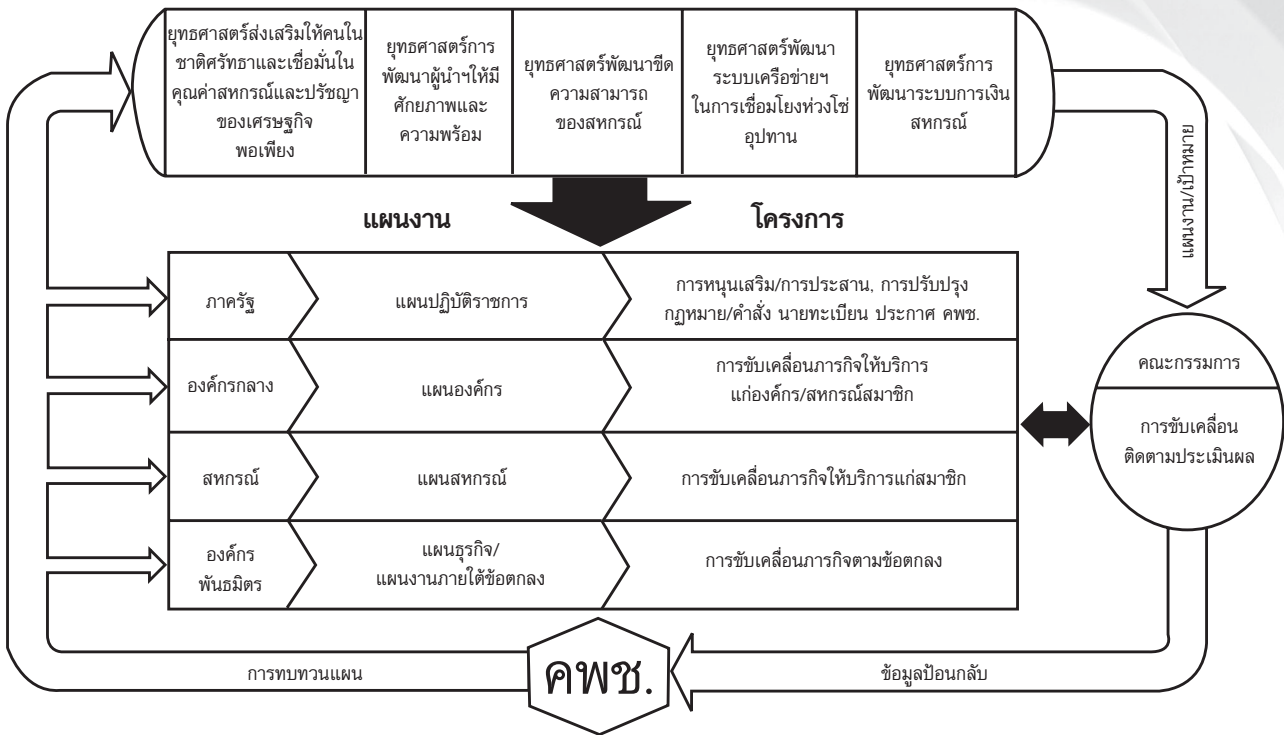 ยุทธศาสตร์ส่งเสริมให้คนใน
ชาติศรัทธาและเชื่อมั่นใน
คุณค่าสหกรณ์และปรัชญา
ของเศรษฐกิจ
พอเพียง
ยุทธศาสตร์การ
พัฒนาผู้นำฯให้มี
ศักยภาพและ
ความพร้อม
ยุทธศาสตร์พัฒนาขีด
ความสามารถ
ของสหกรณ์
ยุทธศาสตร์พัฒนา
ระบบเครือข่ายฯ
ในการเชื่อมโยงห่วงโซ่
อุปทาน
ยุทธศาสตร์การ
พัฒนาระบบการเงิน
สหกรณ์
แผนงาน/เป้าหมาย
แผนงาน
โครงการ
ภาครัฐ
แผนปฏิบัติราชการ
การหนุนเสริม/การประสาน, การปรับปรุง
กฏหมาย/คำสั่ง นายทะเบียน ประกาศ คพช.
องค์กรกลาง
แผนองค์กร
การขับเคลื่อนภารกิจให้บริการ
แก่องค์กร/สหกรณ์สมาชิก
สหกรณ์
แผนสหกรณ์
การขับเคลื่อนภารกิจให้บริการแก่สมาชิก
องค์กร
พันธมิตร
แผนธุรกิจ/
แผนงานภายใต้ข้อตกลง
การขับเคลื่อนภารกิจตามข้อตกลง
คณะกรรมการ
การขับเคลื่อน
ติดตามประเมินผล
การทบทวนแผน
คพช.
ข้อมูลป้อนกลับ